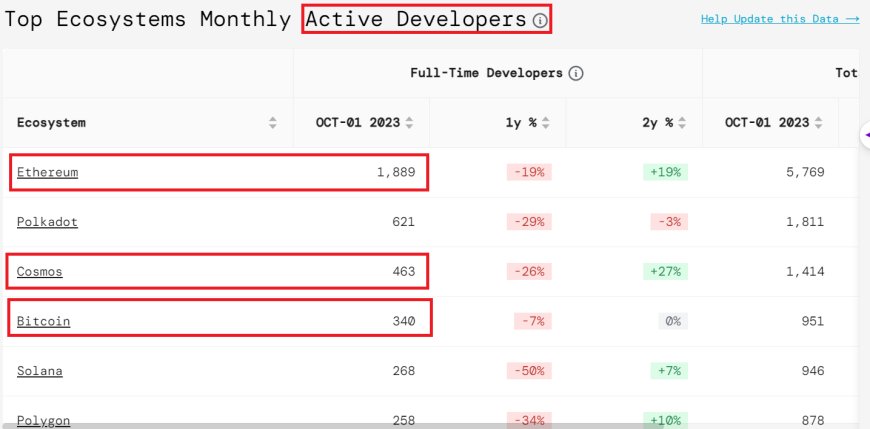 Top Ecosystems Monthly Active Developers
Help Update this Data →
Full-Time Developers Tot
Ecosystem OCT-01 2023 1y % 2y % OCT-01 2023
Ethereum 1,889 -19% +19% 5,769
Polkadot 621 -29% -3% 1,811
Cosmos 463 -26% +27% 1,414
Bitcoin 340 -7% 0% 951
Solana 268 -50% +7% 946
Polygon 258 -34% +10% 878